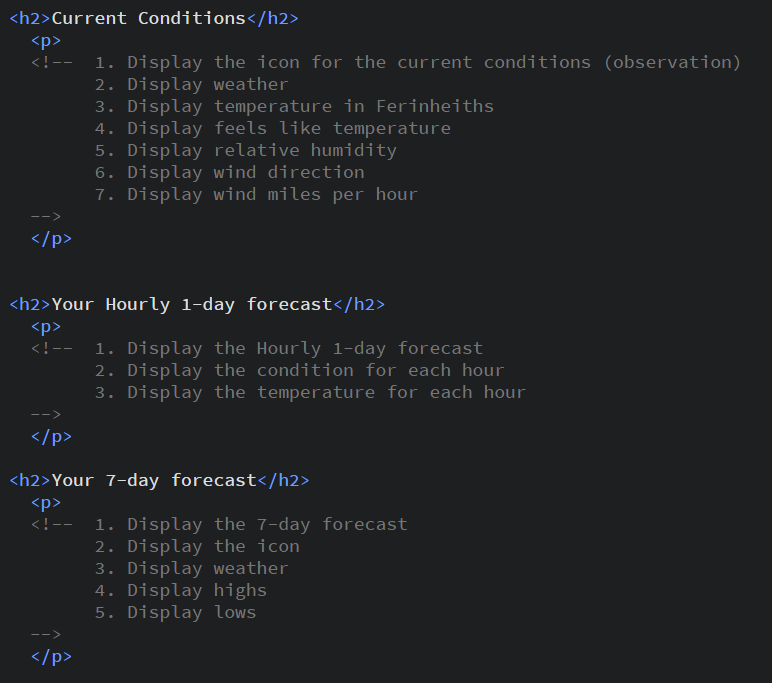 <h2>Current Conditions</h2>
<p>
<!-- 1. Display the icon for the current conditions (observation)
2. Display weather
3. Display temperature in Ferinheiths
4. Display feels like temperature
5. Display relative humidity
6. Display wind direction
7. Display wind miles per hour
-->
</p>
<h2>Your Hourly 1-day forecast</h2>
<p>
<!-- 1. Display the Hourly 1-day forecast
2. Display the condition for each hour
3. Display the temperature for each hour
-->
</p>
<h2>Your 7-day forecast</h2>
<p>
<!-- 1. Display the 7-day forecast
2. Display the icon
3. Display weather
4. Display highs
5. Display lows
-->
</p>